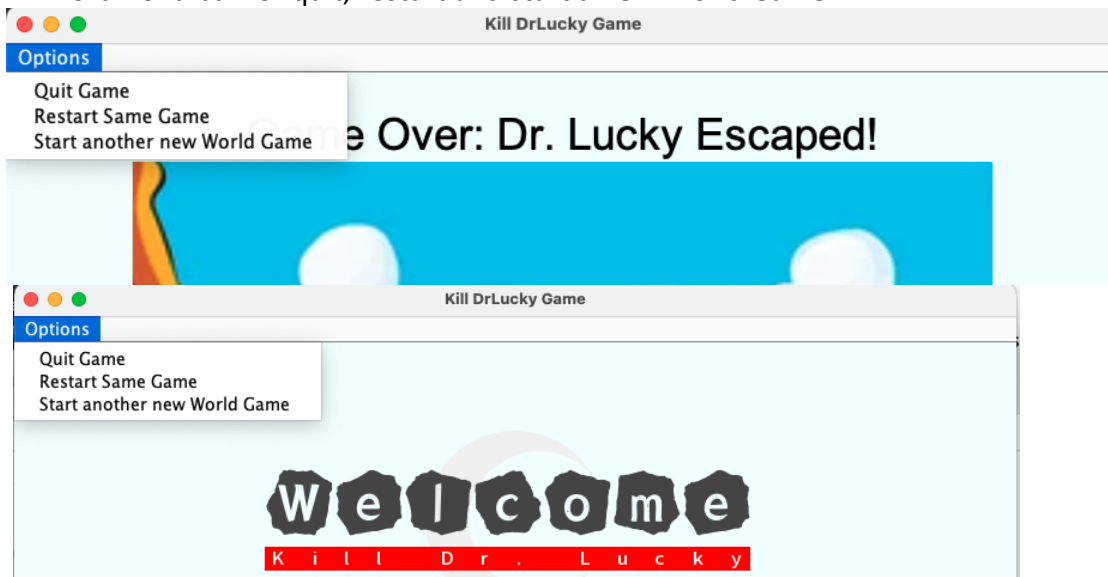 Kill DrLucky Game
Options
Quit Game
Restart Same Game
Start another new World Game
Game Over: Dr. Lucky Escaped!
Kill DrLucky Game
Options
Quit Game
Restart Same Game
Start another new World Game
Welcome
Kill Dr. Lucky